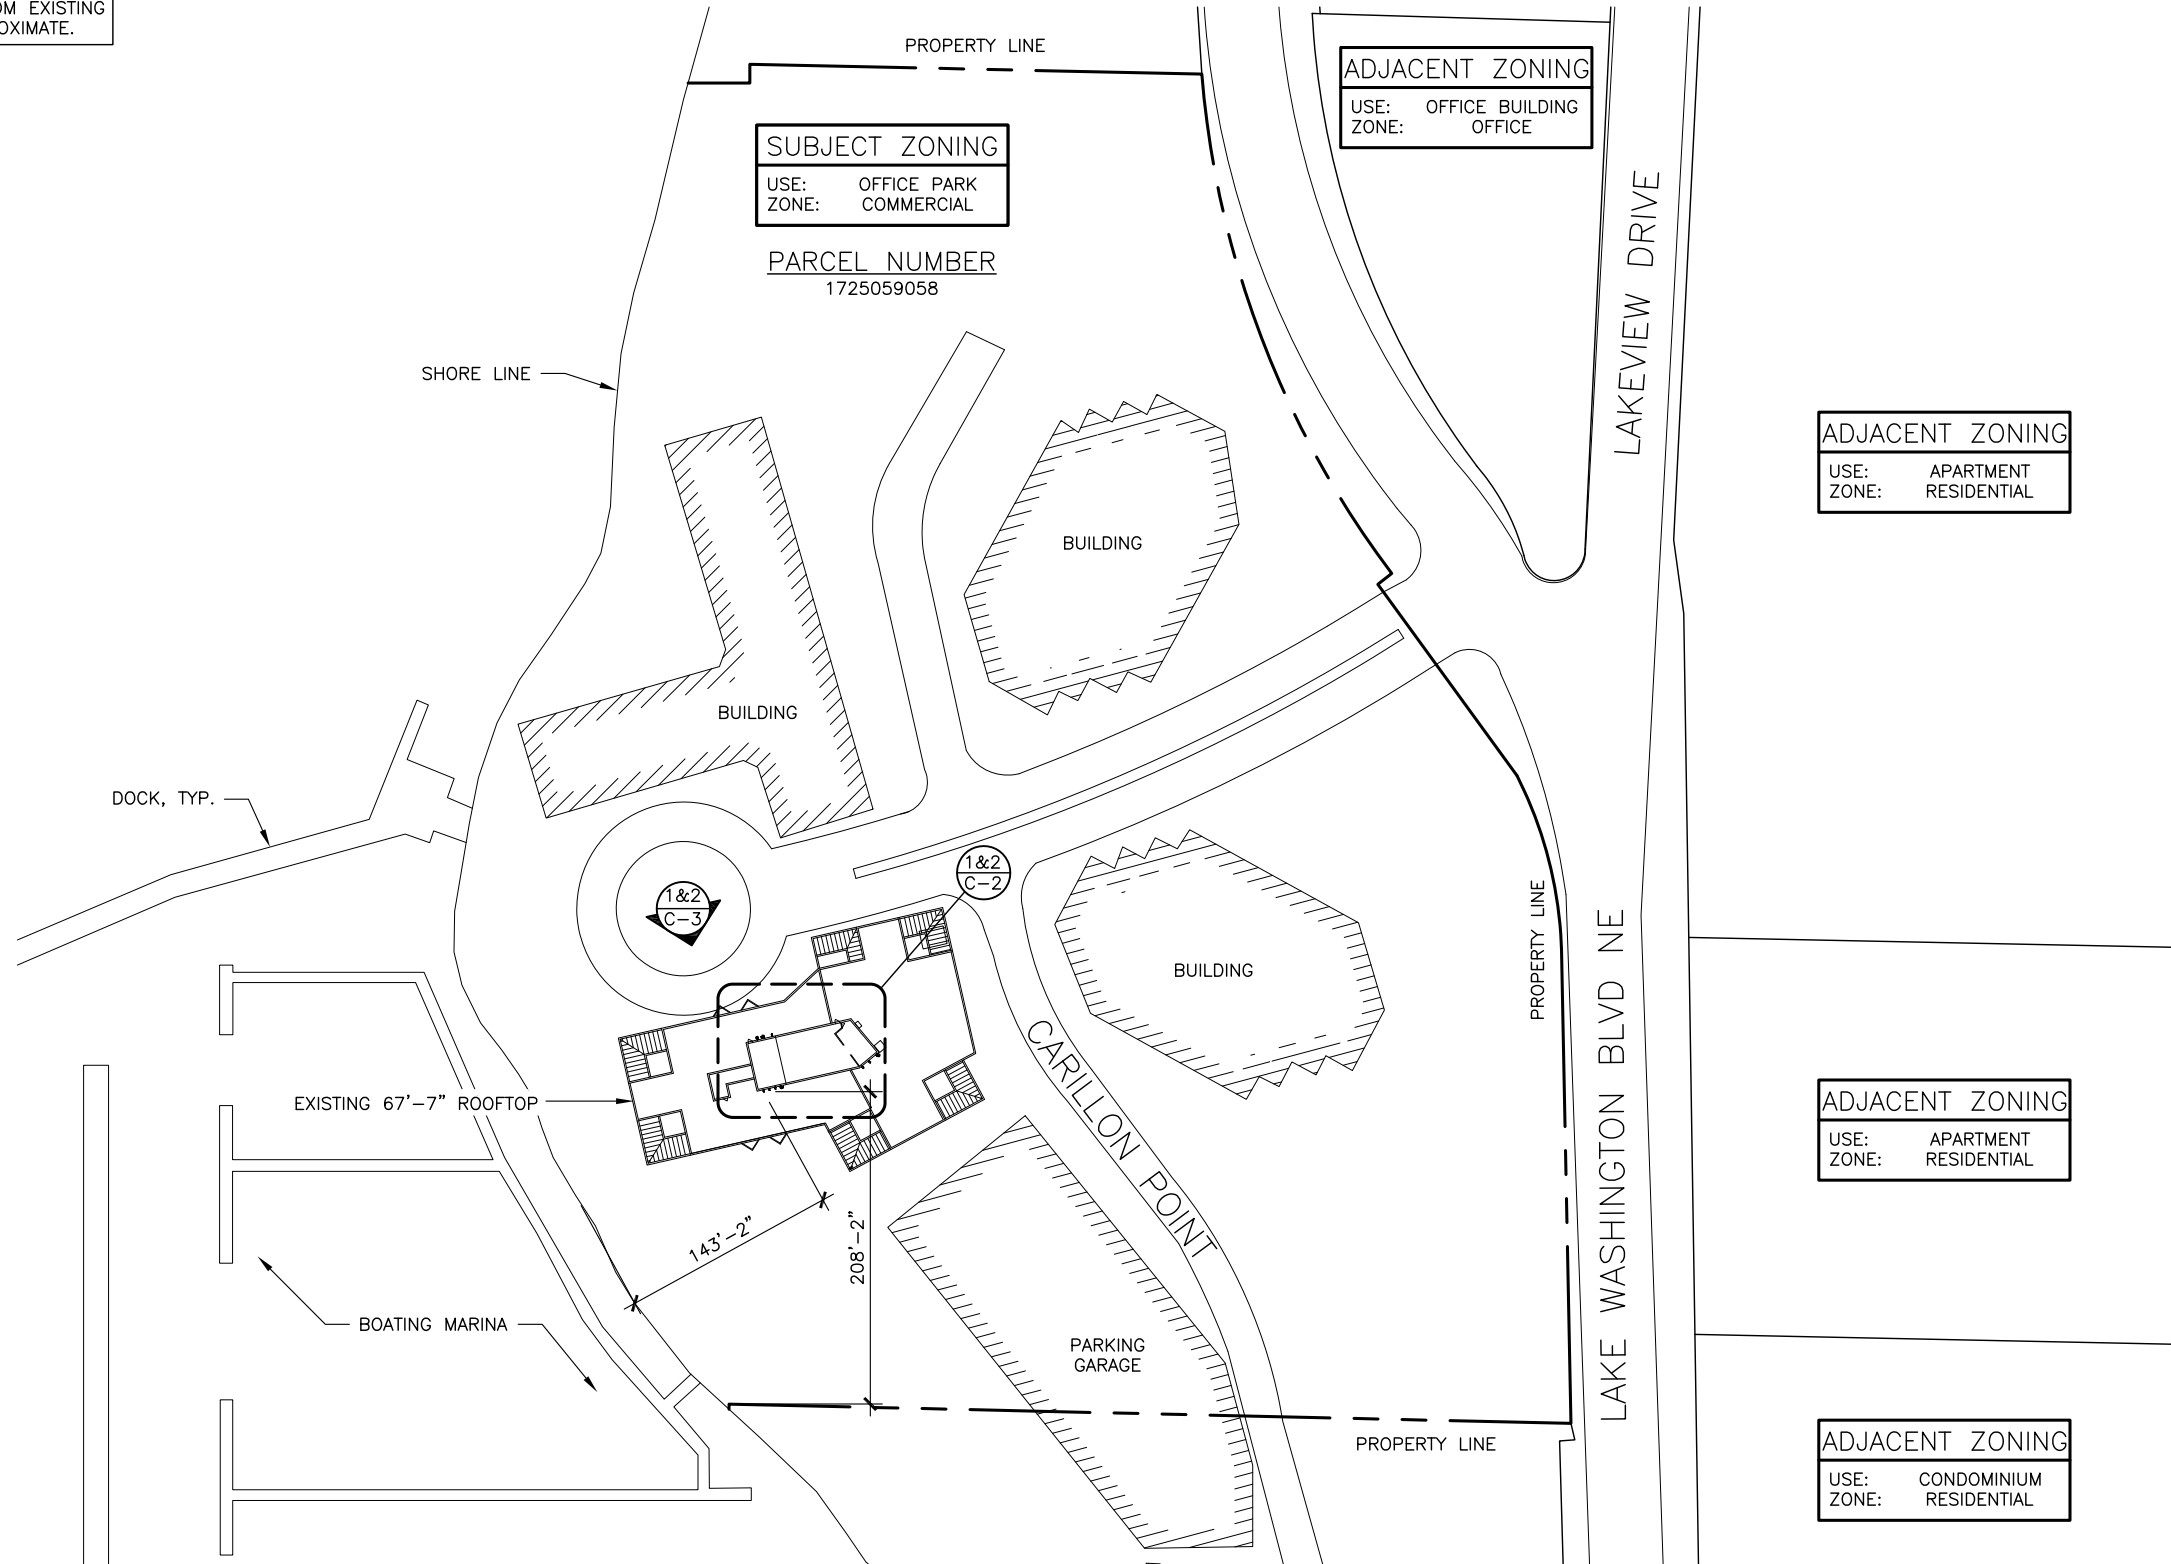 EXISTING
PROPERTY LINE
ADJACENT ZONING
USE: OFFICE BUILDING
ZONE: OFFICE
SUBJECT ZONING
USE: OFFICE PARK
ZONE: COMMERCIAL
PARCEL NUMBER
1725059058
LAKEVIEW DRIVE
SHORE LINE
ADJACENT ZONING
USE: APARTMENT
ZONE: RESIDENTIAL
BUILDING
BUILDING
DOCK, TYP.
1&2
C-2
1&2
C-3
PROPERTY LINE
BUILDING
LAKE WASHINGTON BLVD NE
CARILLON POINT
EXISTING 67'-7" ROOFTOP
ADJACENT ZONING
USE: APARTMENT
ZONE: RESIDENTIAL
143'-2"
208'-2"
BOATING MARINA
PARKING
GARAGE
PROPERTY LINE
ADJACENT ZONING
USE: CONDOMINIUM
ZONE: RESIDENTIAL